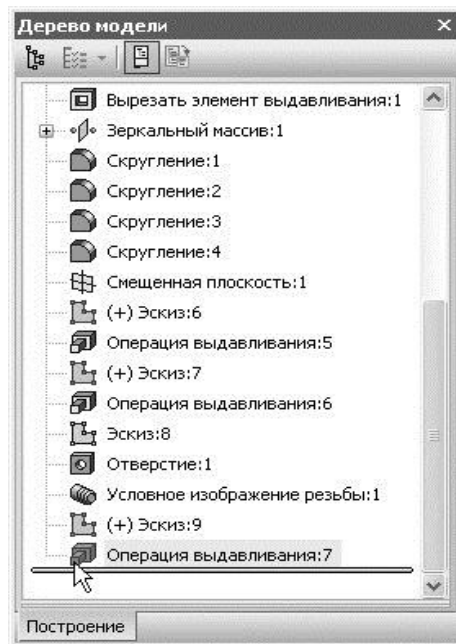 Дерево модели
Вырезать элемент выдавливания:1
Зеркальный массив:1
Скругление:1
Скругление:2
Скругление:3
Скругление:4
Смещенная плоскость:1
(+) Эскиз:6
Операция выдавливания:5
(+) Эскиз:7
Операция выдавливания:6
Эскиз:8
Отверстие:1
Условное изображение резьбы:1
(+) Эскиз:9
Операция выдавливания:7
Построение